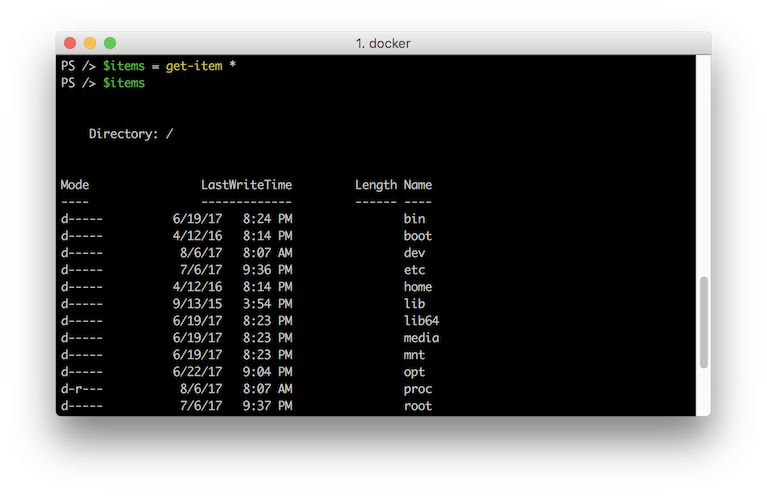 1. docker
PS /> $items = get-item *
PS /> $items
Directory: /
Mode LastWriteTime Length Name
---- ------------- ------ ----
d----- 6/19/17 8:24 PM bin
d----- 4/12/16 8:14 PM boot
d----- 8/6/17 8:07 AM dev
d----- 7/6/17 9:36 PM etc
d----- 4/12/16 8:14 PM home
d----- 9/13/15 3:54 PM lib
d----- 6/19/17 8:23 PM lib64
d----- 6/19/17 8:23 PM media
d----- 6/19/17 8:23 PM mnt
d----- 6/22/17 9:04 PM opt
d-r--- 8/6/17 8:07 AM proc
d----- 7/6/17 9:37 PM root